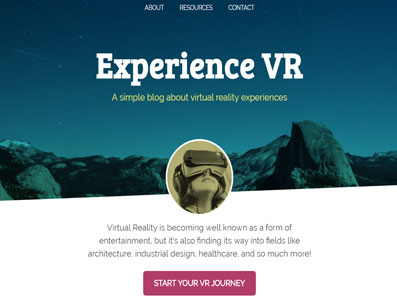 ABOUT RESOURCES CONTACT
Experience VR
A simple blog about virtual reality experiences
Virtual Reality is becoming well known as a form of
entertainment, but it's also finding its way into fields like
architecture, industrial design, healthcare, and so much more!
START YOUR VR JOURNEY